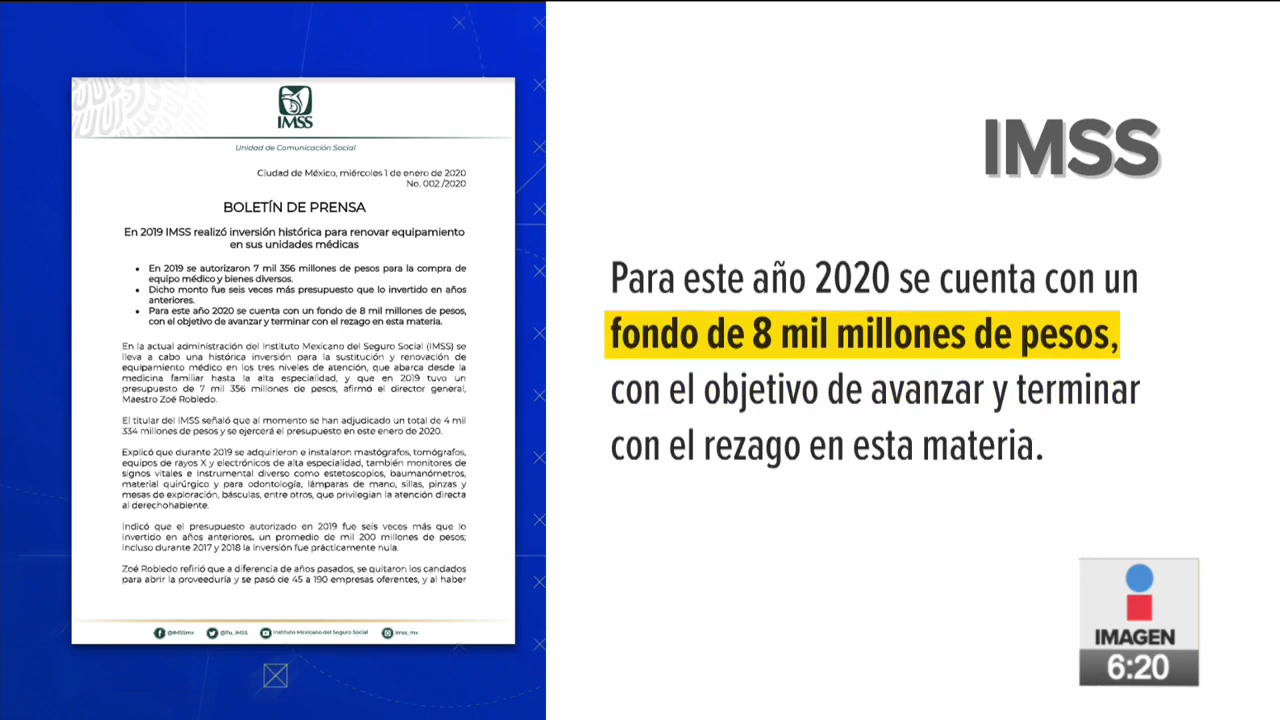 IMSS
Unidad de Comunicación Social
Ciudad de México, miércoles 1 de enero de 2020
No. 002 /2020
BOLETÍN DE PRENSA
En 2019 IMSS realizó inversión histórica para renovar equipamiento
en sus unidades médicas
• En 2019 se autorizaron 7 mil 356 millones de pesos para la compra de
equipo médico y bienes diversos.
• Dicho monto fue seis veces más presupuesto que lo invertido en años
anteriores.
• Para este año 2020 se cuenta con un fondo de 8 mil millones de pesos,
con el objetivo de avanzar y terminar con el rezago en esta materia.
En la actual administración del Instituto Mexicano del Seguro Social (IMSS) se
lleva a cabo una histórica inversión para la sustitución y renovación de
equipamiento médico en los tres niveles de atención, que abarca desde la
medicina familiar hasta la alta especialidad, y que en 2019 tuvo un
presupuesto de 7 mil 356 millones de pesos, afirmó el director general,
Maestro Zoé Robledo.
El titular del IMSS señaló que al momento se han adjudicado un total de 4 mil
334 millones de pesos y se ejercerá el presupuesto en este enero de 2020.
Explicó que durante 2019 se adquirieron e instalaron mastógrafos, tomógrafos,
equipos de rayos X y electrónicos de alta especialidad, también monitores de
signos vitales e instrumental diverso como estetoscopios, baumanómetros,
material quirúrgico y para odontología, lámparas de mano, sillas, pinzas y
mesas de exploración, básculas, entre otros, que privilegian la atención directa
al derechohabiente.
Indicó que el presupuesto autorizado en 2019 fue seis veces más que lo
invertido en años anteriores, un promedio de mil 200 millones de pesos;
incluso durante 2017 y 2018 la inversión fue prácticamente nula.
Zoé Robledo refirió que a diferencia de años pasados, se quitaron los candados
para abrir la proveeduría y se pasó de 45 a 190 empresas oferentes, y al haber
@IMSSmx @Tu_IMSS Instituto Mexicano del Seguro Social imss_mx
IMSS
Para este año 2020 se cuenta con un
fondo de 8 mil millones de pesos,
con el objetivo de avanzar y terminar
con el rezago en esta materia.
IMAGEN
6:20